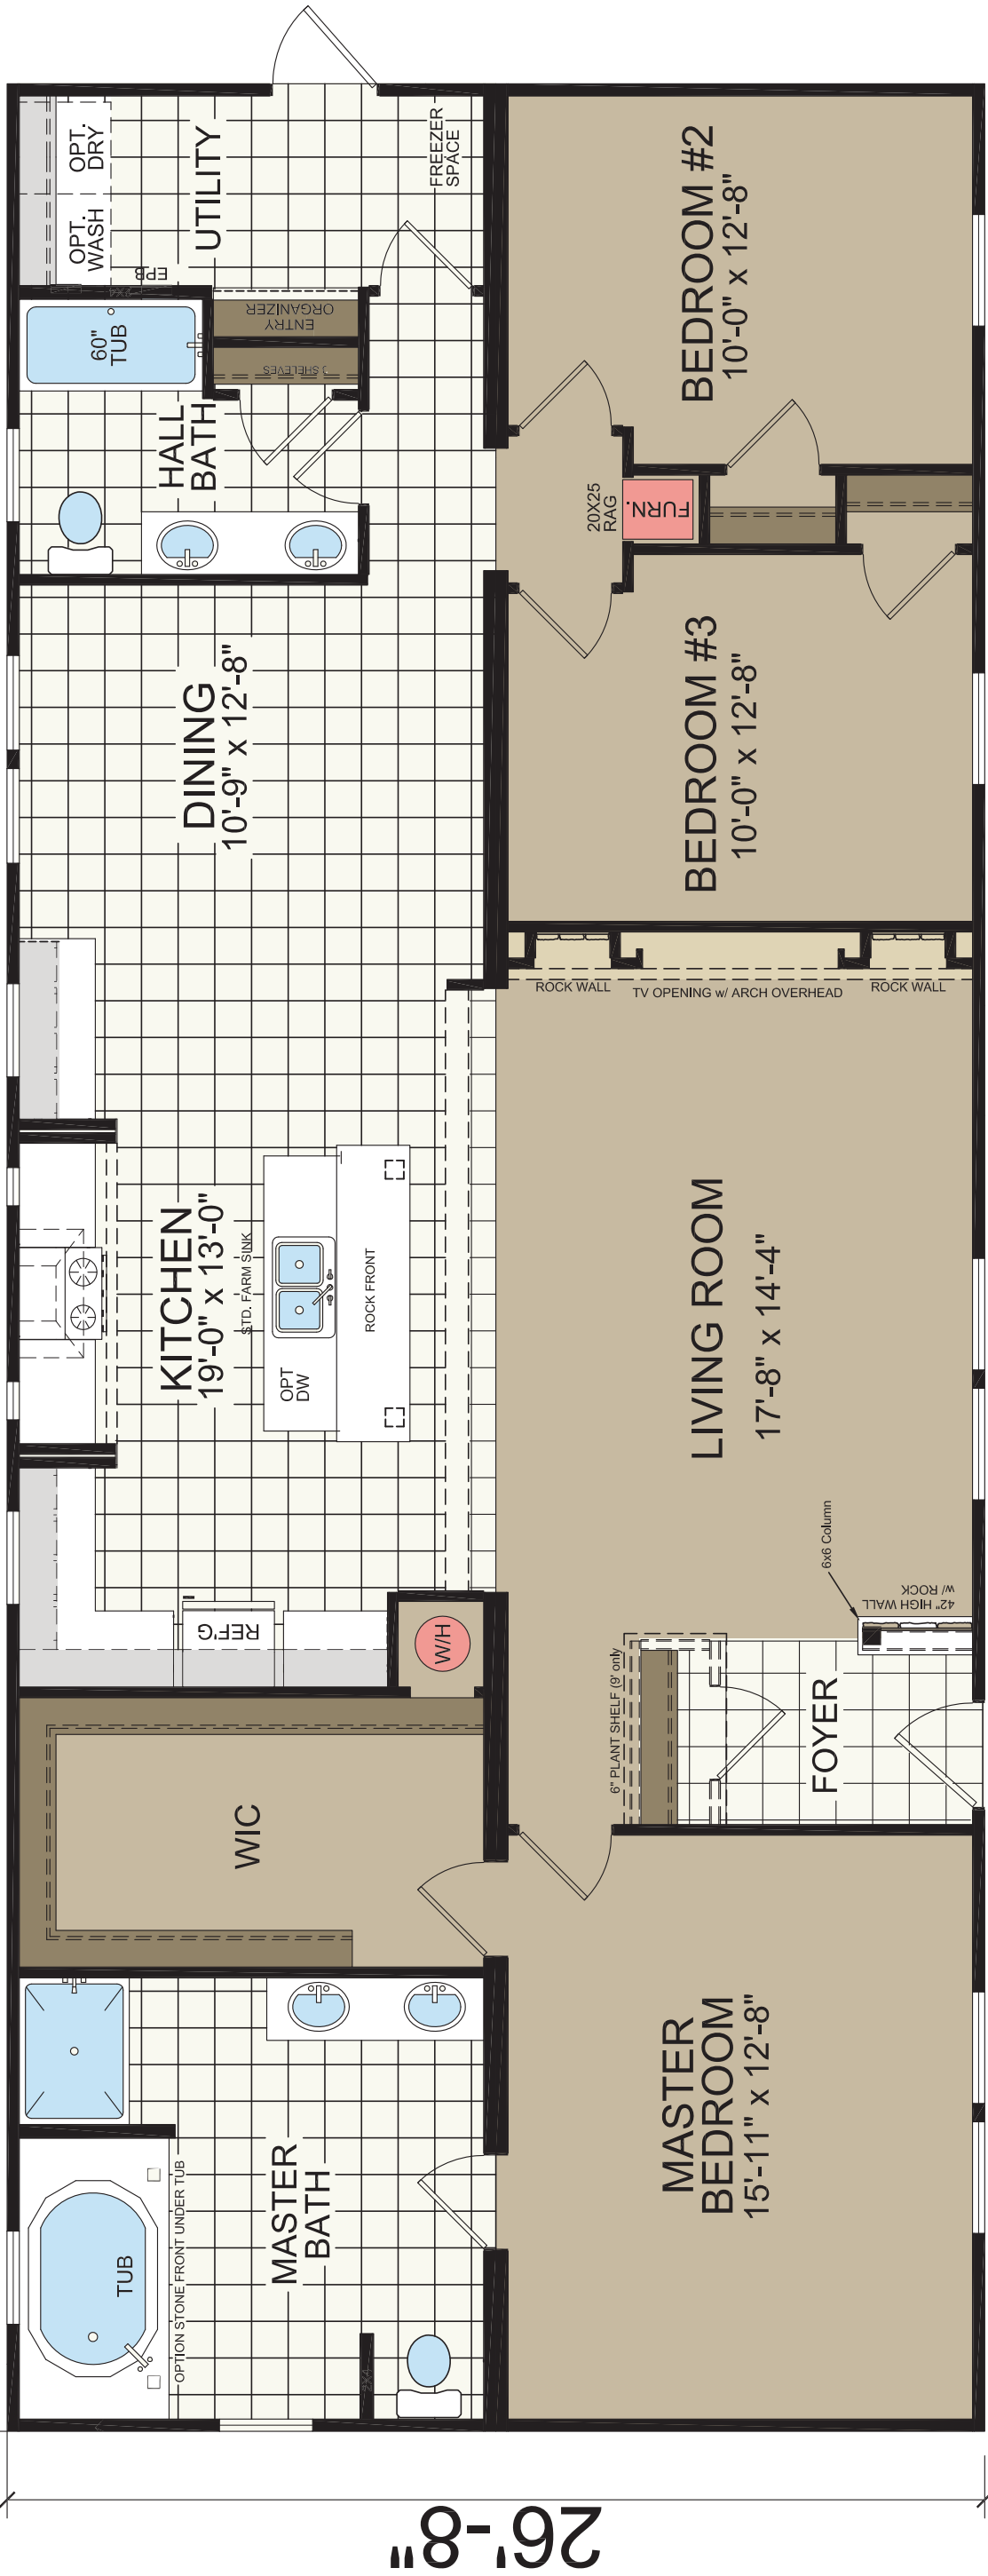 OPT.
DRY
OPT.
WASH
UTILITY
FREEZER
SPACE
EPB
2X4
60"
TUB
ENTRY
ORGANIZER
SHELEVES
HALL
BATH
BEDROOM #2
10'-0" x 12'-8"
20X25
RAG
FURN.
DINING
10'-9" x 12'-8"
BEDROOM #3
10'-0" x 12'-8"
ROCK WALL
TV OPENING w/ ARCH OVERHEAD
ROCK WALL
KITCHEN
19'-0" x 13'-0"
STD. FARM SINK
OPT
DW
ROCK FRONT
LIVING ROOM
17'-8" x 14'-4"
REF'G
W/H
6x6 Column
42" HIGH WALL
w/ ROCK
6" PLANT SHELF (9' only
FOYER
WIC
MASTER
BEDROOM
15'-11" x 12'-8"
MASTER
BATH
TUB
OPTION STONE FRONT UNDER TUB
2X4
26'-8"